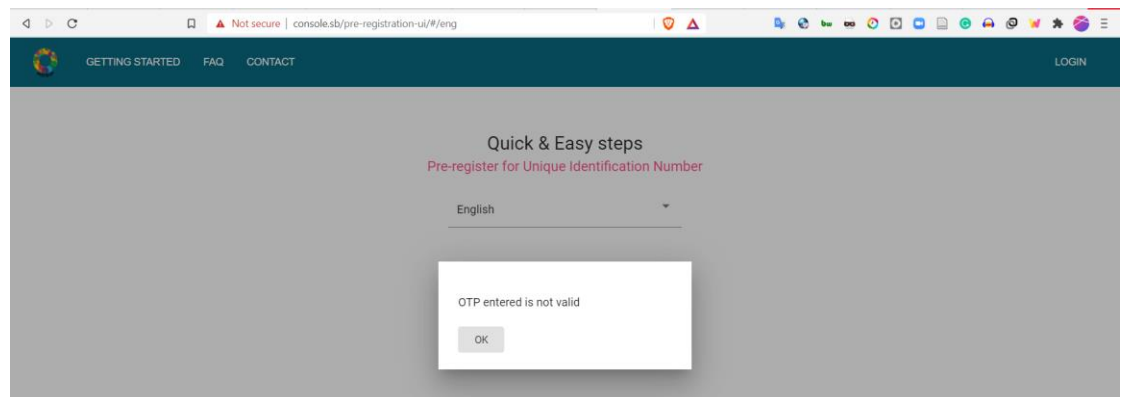 Not secure | console.sb/pre-registration-ui/#/eng
GETTING STARTED FAQ CONTACT LOGIN
Quick & Easy steps
Pre-register for Unique Identification Number
English
OTP entered is not valid
OK